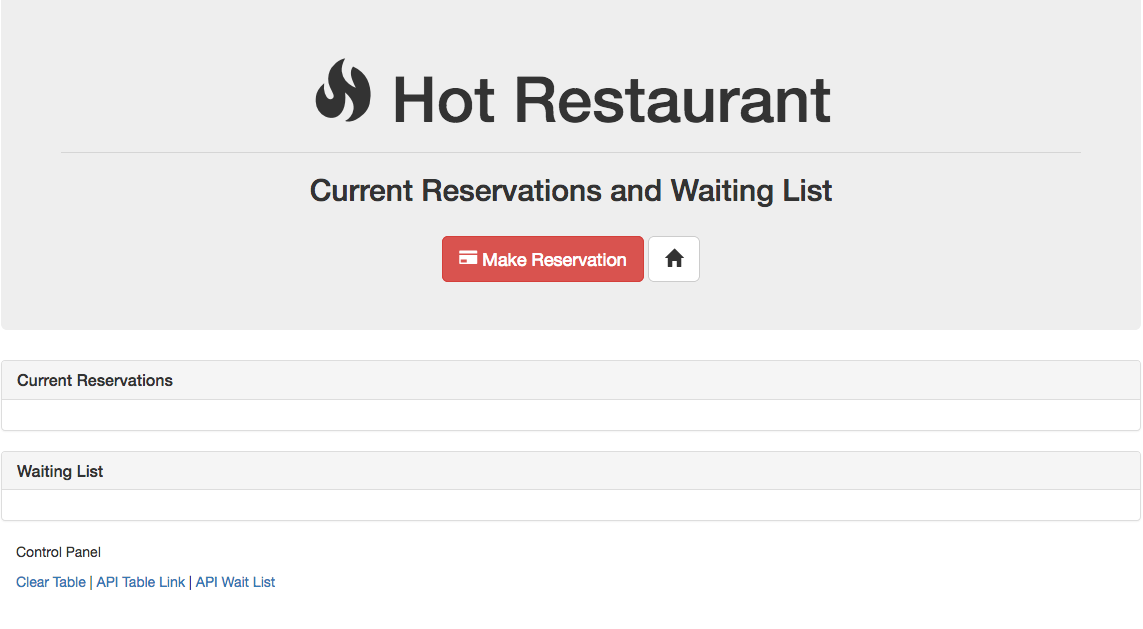 Hot Restaurant
Current Reservations and Waiting List
Make Reservation
Current Reservations
Waiting List
Control Panel
Clear Table | API Table Link | API Wait List